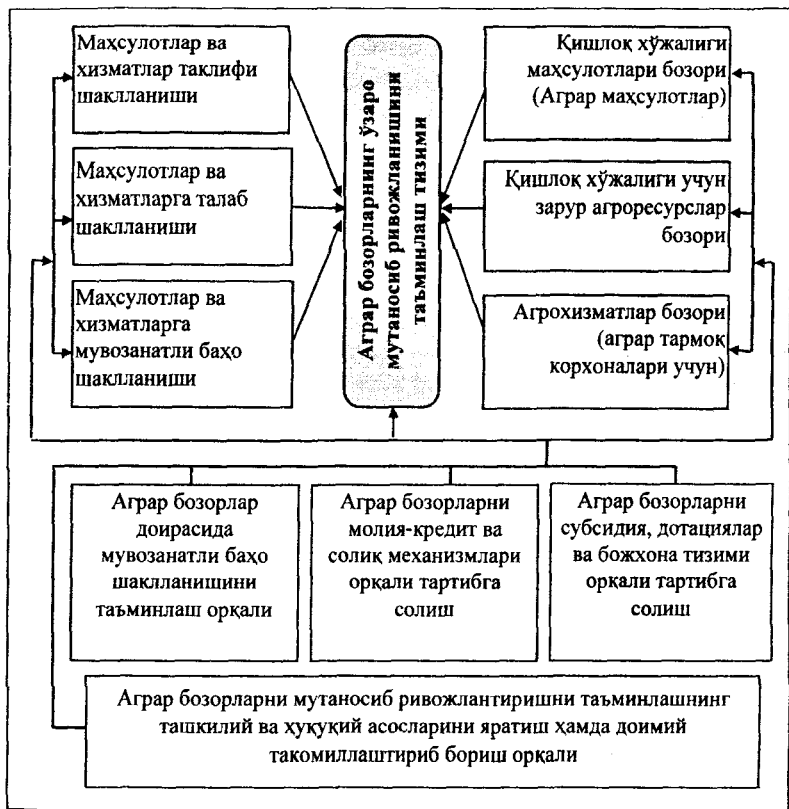 Маҳсулотлар ва
хизматлар таклифи
шаклланиши
Маҳсулотлар ва
хизматларга талаб
шаклланиши
Маҳсулотлар ва
хизматларга
мувозанатли баҳо
шаклланиши
Аграр бозорларнинг ўзаро
мутаносиб ривожланишини
таъминлаш тизими
Қишлоқ хўжалиги
маҳсулотлари бозори
(Аграр маҳсулотлар)
Қишлоқ хўжалиги учун
зарур агроресурслар
бозори
Агрохизматлар бозори
(аграр тармоқ
корхоналари учун)
Аграр бозорлар
доирасида
мувозанатли баҳо
шаклланишини
таъминлаш орқали
Аграр бозорларни
молия-кредит ва
солиқ механизмлари
орқали тартибга
солиш
Аграр бозорларни
субсидия, дотациялар
ва божхона тизими
орқали тартибга
солиш
Аграр бозорларни мутаносиб ривожлантиришни таъминлашнинг
ташкилий ва ҳуқуқий асосларини яратиш ҳамда доимий
такомиллаштириб бориш орқали